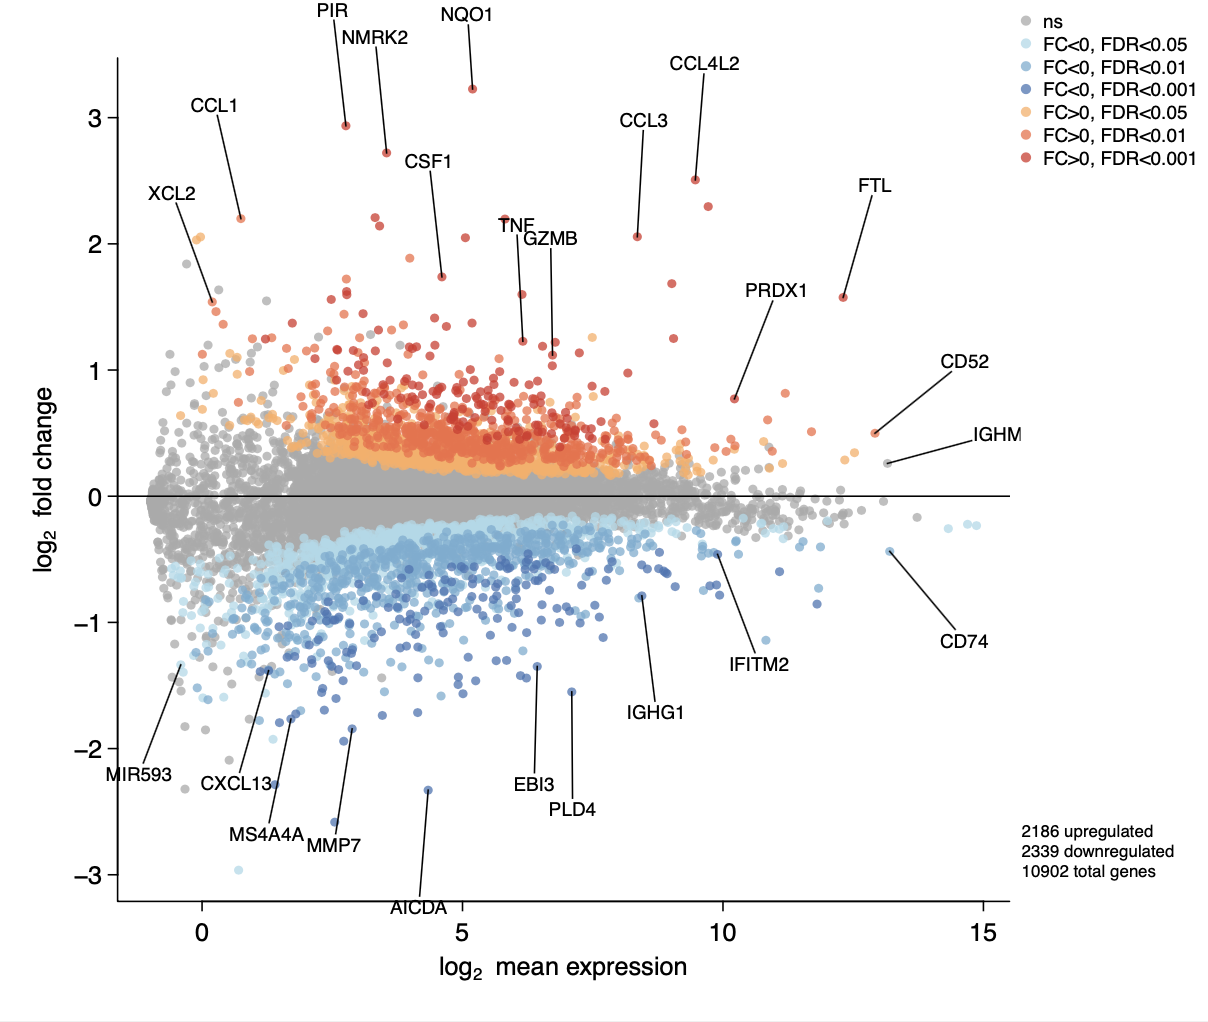 PIR
NQO1
NMRK2
CCL4L2
CCL1
CCL3
CSF1
FTL
XCL2
TNF
GZMB
PRDX1
CD52
IGHM
CD74
IFITM2
IGHG1
MIR593
CXCL13
EBI3
PLD4
MS4A4A
MMP7
AICDA
ns
FC<0, FDR<0.05
FC<0, FDR<0.01
FC<0, FDR<0.001
FC>0, FDR<0.05
FC>0, FDR<0.01
FC>0, FDR<0.001
3
2
1
0
−1
−2
−3
log2 fold change
0
5
10
15
log2 mean expression
2186 upregulated
2339 downregulated
10902 total genes